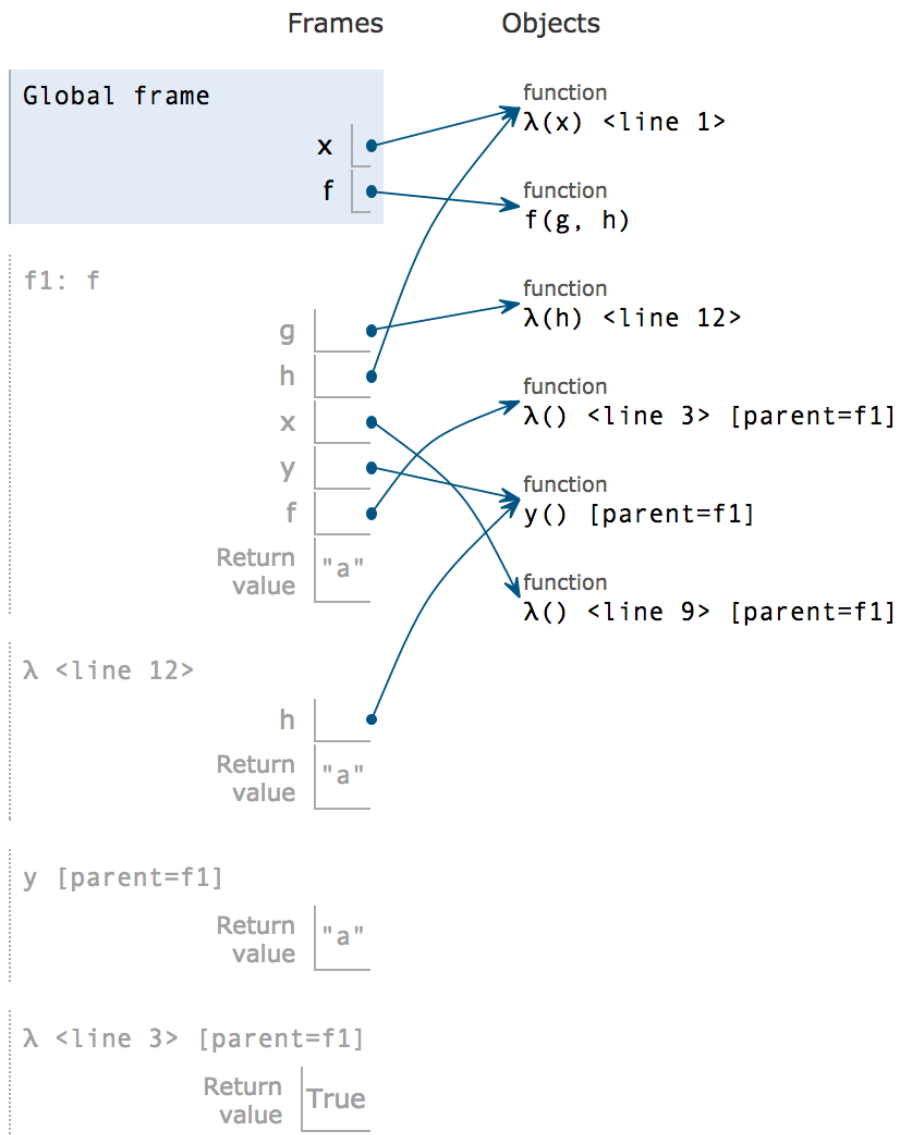 Frames Objects
Global frame
x
f
function
λ(x) <line 1>
function
f(g, h)
function
λ(h) <line 12>
function
λ() <line 3> [parent=f1]
function
y() [parent=f1]
function
λ() <line 9> [parent=f1]
f1: f
g
h
x
y
f
Return
value "a"
λ <line 12>
h
Return
value "a"
y [parent=f1]
Return
value "a"
λ <line 3> [parent=f1]
Return
value True